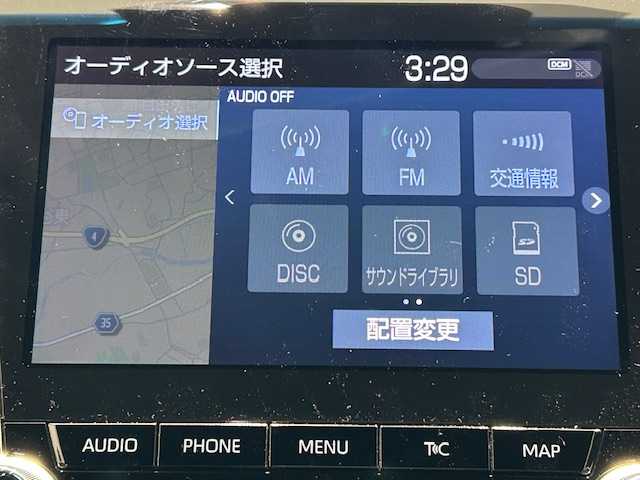 オーディオソース選択 3:29 DCM
オーディオ選択
AUDIO OFF
AM FM 交通情報
DISC サウンドライブラリ SD
4
35
配置変更
AUDIO PHONE MENU T C MAP